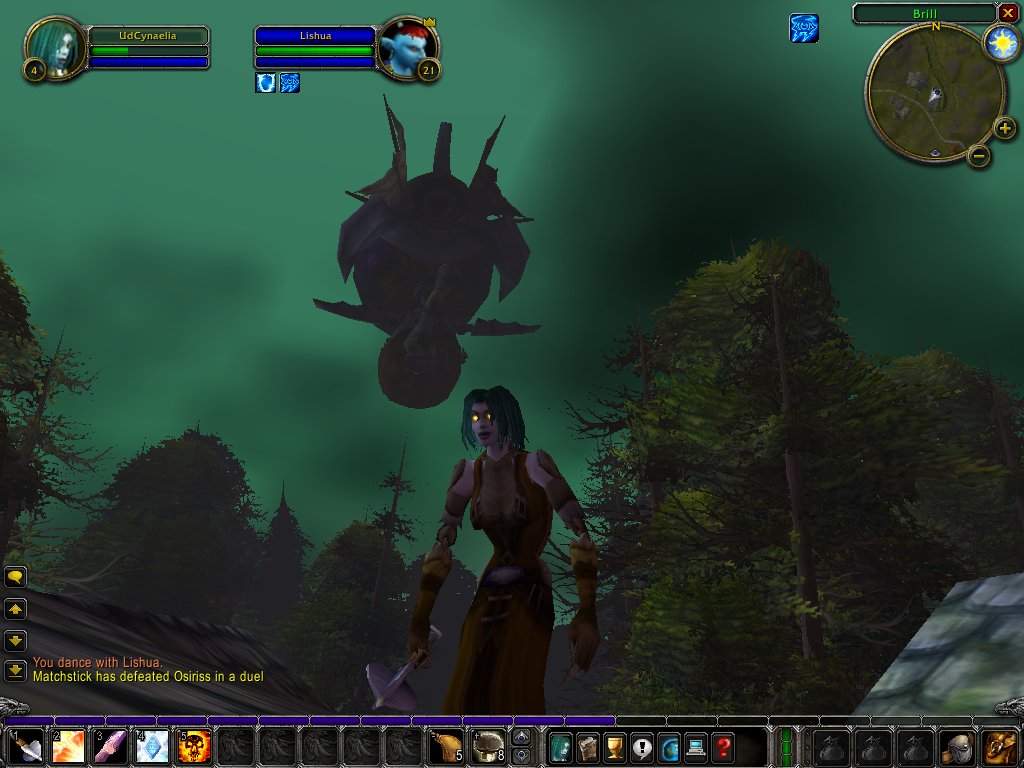 UdCynaelia
4
Lishua
21
Brill
N
You dance with Lishua.
Matchstick has defeated Osiriss in a duel
1
2
3
4
5
5
8